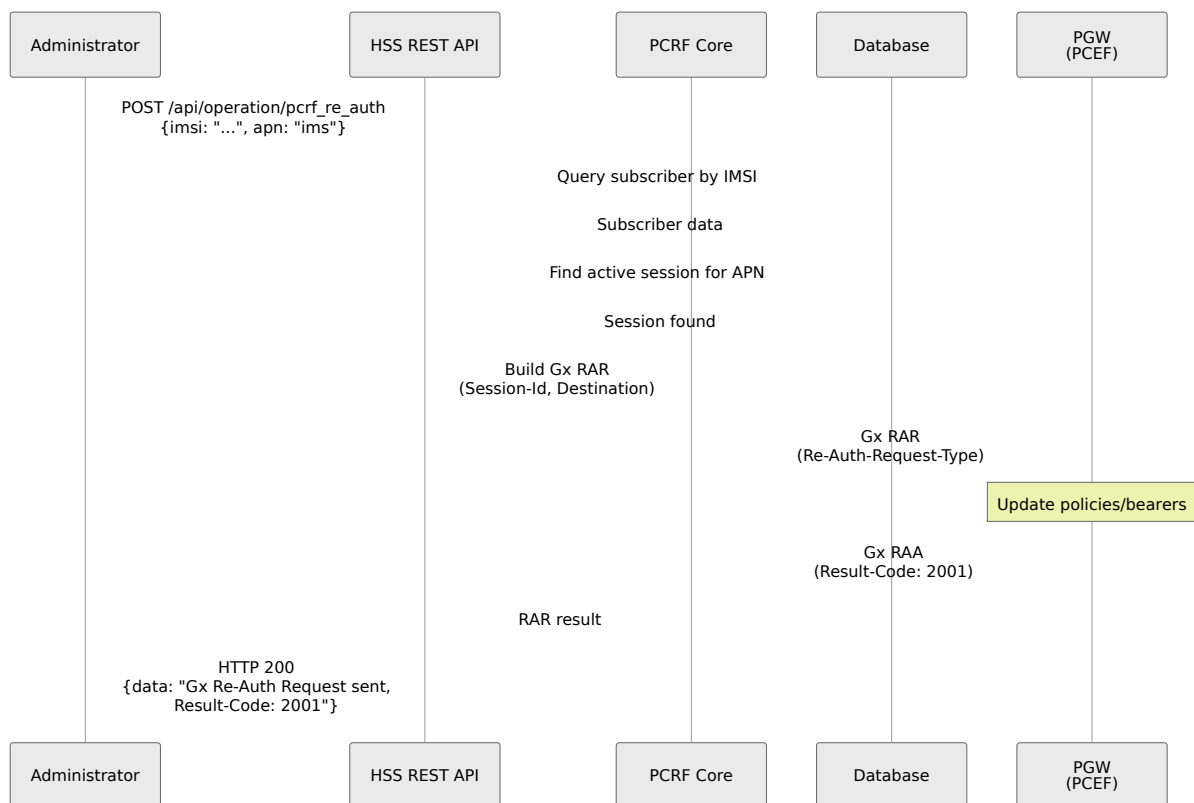 Administrator
HSS REST API
PCRF Core
Database
PGW
(PCEF)
POST /api/operation/pcrf_re_auth
{imsi: "...", apn: "ims"}
Query subscriber by IMSI
Subscriber data
Find active session for APN
Session found
Build Gx RAR
(Session-Id, Destination)
Gx RAR
(Re-Auth-Request-Type)
Update policies/bearers
Gx RAA
(Result-Code: 2001)
RAR result
HTTP 200
{data: "Gx Re-Auth Request sent,
Result-Code: 2001"}
Administrator
HSS REST API
PCRF Core
Database
PGW
(PCEF)